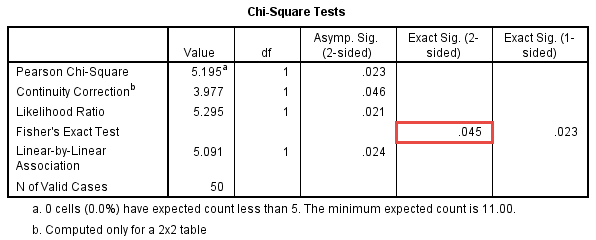 Chi-Square Tests
Value df Asymp. Sig. (2-sided) Exact Sig. (2-sided) Exact Sig. (1-sided)
Pearson Chi-Square 5.195a 1 .023
Continuity Correctionb 3.977 1 .046
Likelihood Ratio 5.295 1 .021
Fisher's Exact Test .045 .023
Linear-by-Linear Association 5.091 1 .024
N of Valid Cases 50
a. 0 cells (0.0%) have expected count less than 5. The minimum expected count is 11.00.
b. Computed only for a 2x2 table